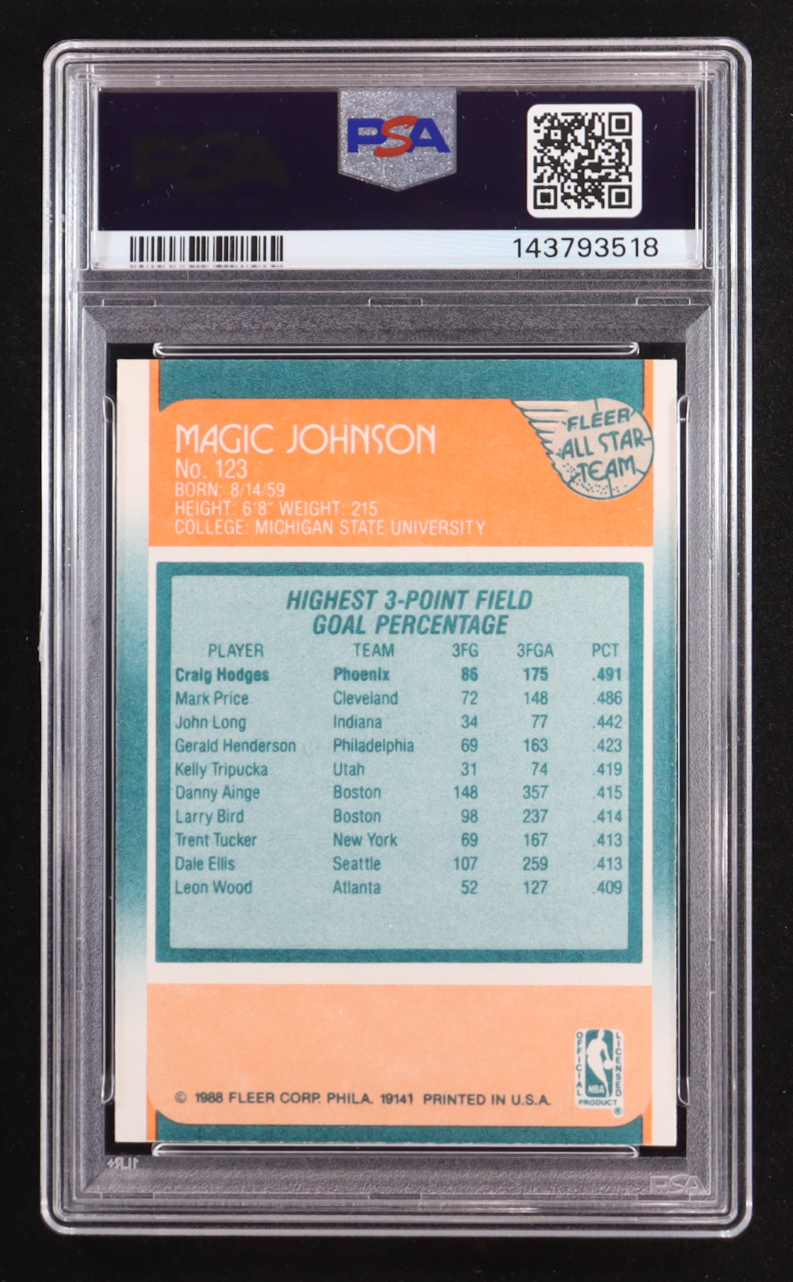 PSA
143793518
MAGIC JOHNSON
No. 123
BORN: 8/14/59
HEIGHT: 6'8" WEIGHT: 215
COLLEGE: MICHIGAN STATE UNIVERSITY
FLEER
ALL STAR
TEAM
HIGHEST 3-POINT FIELD
GOAL PERCENTAGE
PLAYER TEAM 3FG 3FGA PCT
Craig Hodges Phoenix 86 175 .491
Mark Price Cleveland 72 148 .486
John Long Indiana 34 77 .442
Gerald Henderson Philadelphia 69 163 .423
Kelly Tripucka Utah 31 74 .419
Danny Ainge Boston 148 357 .415
Larry Bird Boston 98 237 .414
Trent Tucker New York 69 167 .413
Dale Ellis Seattle 107 259 .413
Leon Wood Atlanta 52 127 .409
© 1988 FLEER CORP. PHILA. 19141 PRINTED IN U.S.A.
OFFICIAL LICENSED
NBA
PRODUCT ®
PSA